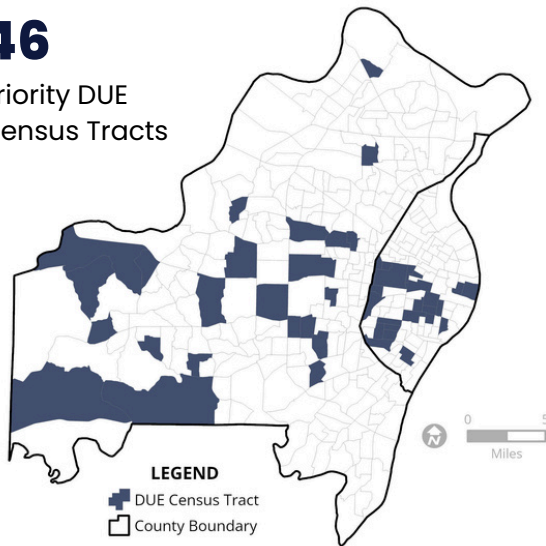 46
riority DUE
ensus Tracts
N
0 5
Miles
LEGEND
DUE Census Tract
County Boundary